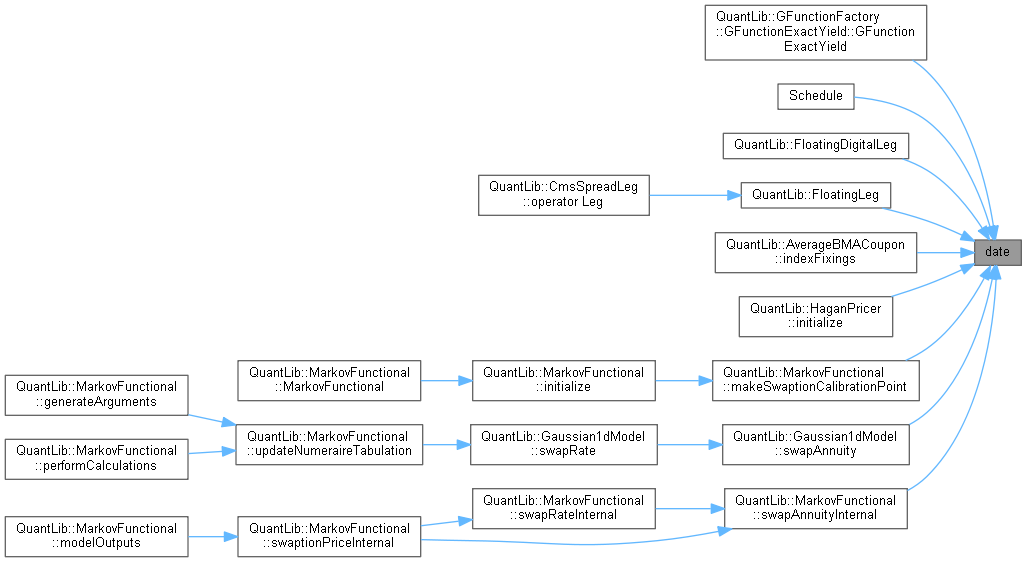 QuantLib::GFunctionFactory
::GFunctionExactYield::GFunction
ExactYield
Schedule
QuantLib::FloatingDigitalLeg
QuantLib::CmsSpreadLeg
::operator Leg
QuantLib::FloatingLeg
QuantLib::AverageBMACoupon
::indexFixings
date
QuantLib::HaganPricer
::initialize
QuantLib::MarkovFunctional
::MarkovFunctional
QuantLib::MarkovFunctional
::initialize
QuantLib::MarkovFunctional
::makeSwaptionCalibrationPoint
QuantLib::MarkovFunctional
::generateArguments
QuantLib::MarkovFunctional
::updateNumeraireTabulation
QuantLib::Gaussian1dModel
::swapRate
QuantLib::Gaussian1dModel
::swapAnnuity
QuantLib::MarkovFunctional
::performCalculations
QuantLib::MarkovFunctional
::swapRateInternal
QuantLib::MarkovFunctional
::swapAnnuityInternal
QuantLib::MarkovFunctional
::modelOutputs
QuantLib::MarkovFunctional
::swaptionPriceInternal